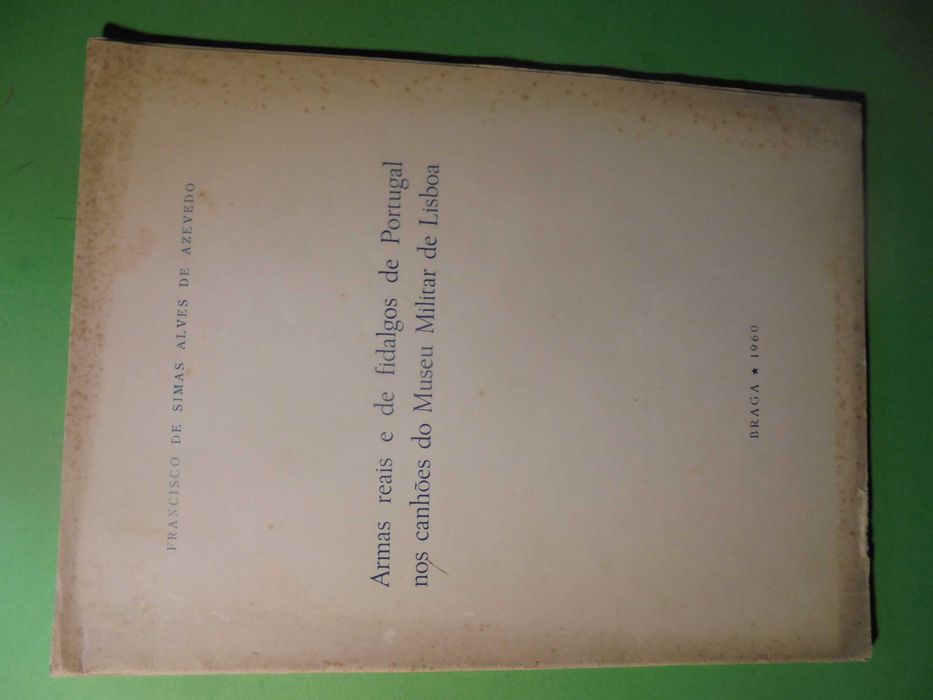 FRANCISCO DE SIMAS ALVES DE AZEVEDO
Armas reais e de fidalgos de Portugal
nos canhões do Museu Militar de Lisboa
BRAGA ★ 1960